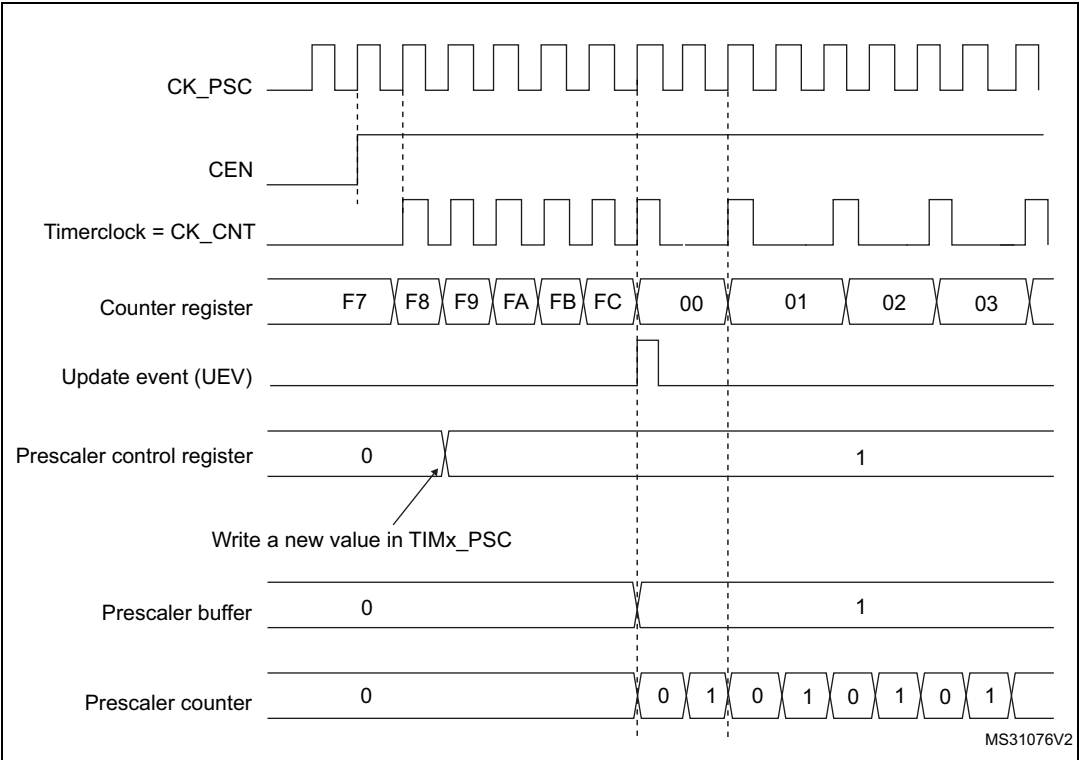 CK_PSC
CEN
Timerclock = CK_CNT
Counter register F7 F8 F9 FA FB FC 00 01 02 03
Update event (UEV)
Prescaler control register 0 1
Write a new value in TIMx_PSC
Prescaler buffer 0 1
Prescaler counter 0 0 1 0 1 0 1 0 1
MS31076V2